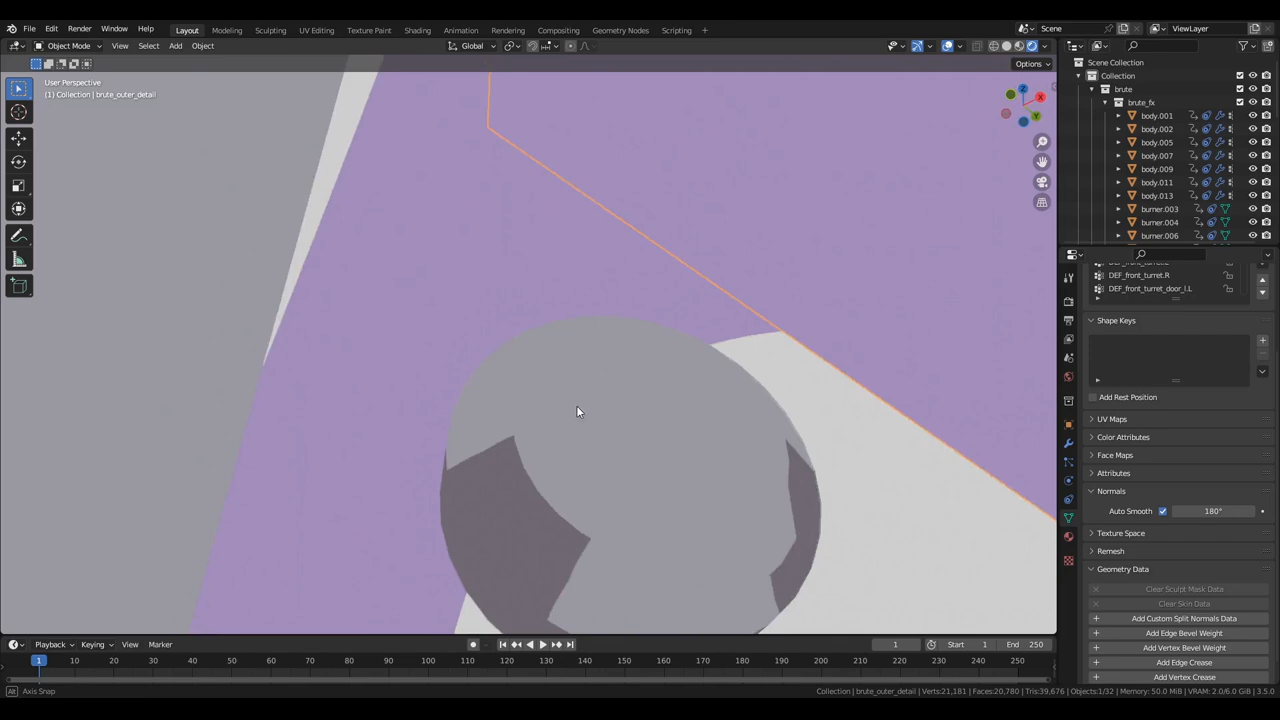 File Edit Render Window Help Layout Modeling Sculpting UV Editing Texture Paint Shading Animation Rendering Compositing Geometry Nodes Scripting + Scene ViewLayer
Object Mode View Select Add Object Global
Options
User Perspective
(1) Collection | brute_outer_detail
X
Y
Z
Scene Collection
Collection
brute
brute_fx
body.001
body.002
body.005
body.007
body.009
body.011
body.013
burner.003
burner.004
burner.006
DEF_front_turret.R
DEF_front_turret_door_l.L
Shape Keys
Add Rest Position
UV Maps
Color Attributes
Face Maps
Attributes
Normals
Auto Smooth 180°
Texture Space
Remesh
Geometry Data
Clear Sculpt Mask Data
Clear Skin Data
Add Custom Split Normals Data
Add Edge Bevel Weight
Add Vertex Bevel Weight
Add Edge Crease
Add Vertex Crease
Playback Keying View Marker 1 Start 1 End 250
1 10 20 30 40 50 60 70 80 90 100 110 120 130 140 150 160 170 180 190 200 210 220 230 240 250
Alt Axis Snap Collection | brute_outer_detail | Verts:21,181 | Faces:20,780 | Tris:39,676 | Objects:1/32 | Memory: 50.0 MiB | VRAM: 2.0/6.0 GiB | 3.5.0